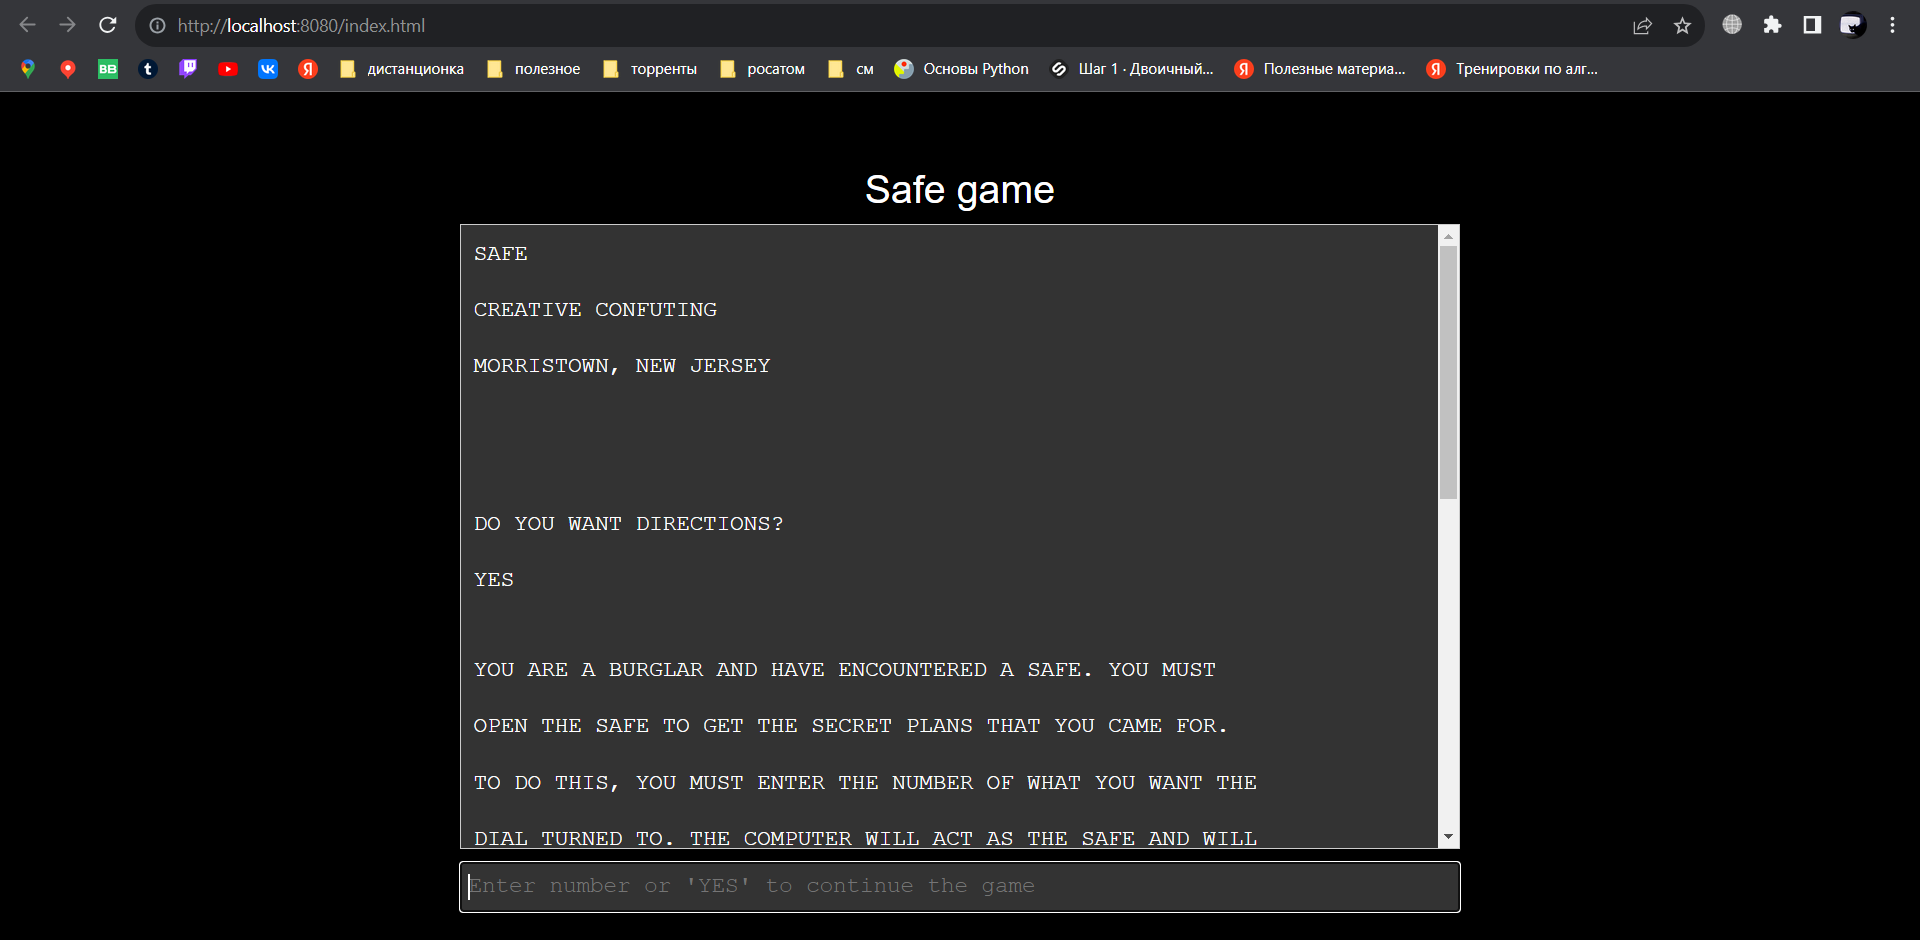 http://localhost:8080/index.html
BB t VK Я дистанционка полезное торренты росатом см Основы Python Шаг 1 · Двоичный... Я Полезные материа... Я Тренировки по алг...
Safe game
SAFE
CREATIVE CONFUTING
MORRISTOWN, NEW JERSEY
DO YOU WANT DIRECTIONS?
YES
YOU ARE A BURGLAR AND HAVE ENCOUNTERED A SAFE. YOU MUST
OPEN THE SAFE TO GET THE SECRET PLANS THAT YOU CAME FOR.
TO DO THIS, YOU MUST ENTER THE NUMBER OF WHAT YOU WANT THE
DIAL TURNED TO. THE COMPUTER WILL ACT AS THE SAFE AND WILL
Enter number or 'YES' to continue the game